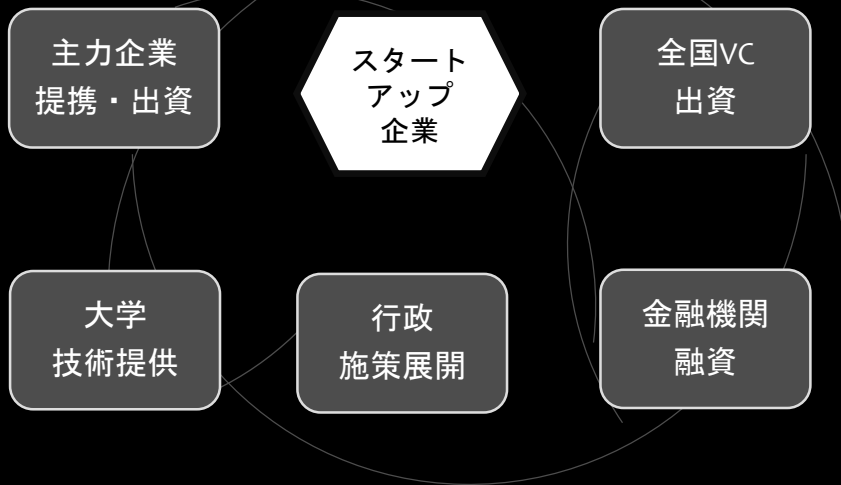 主力企業
提携・出資
スタート
アップ
企業
全国VC
出資
大学
技術提供
行政
施策展開
金融機関
融資